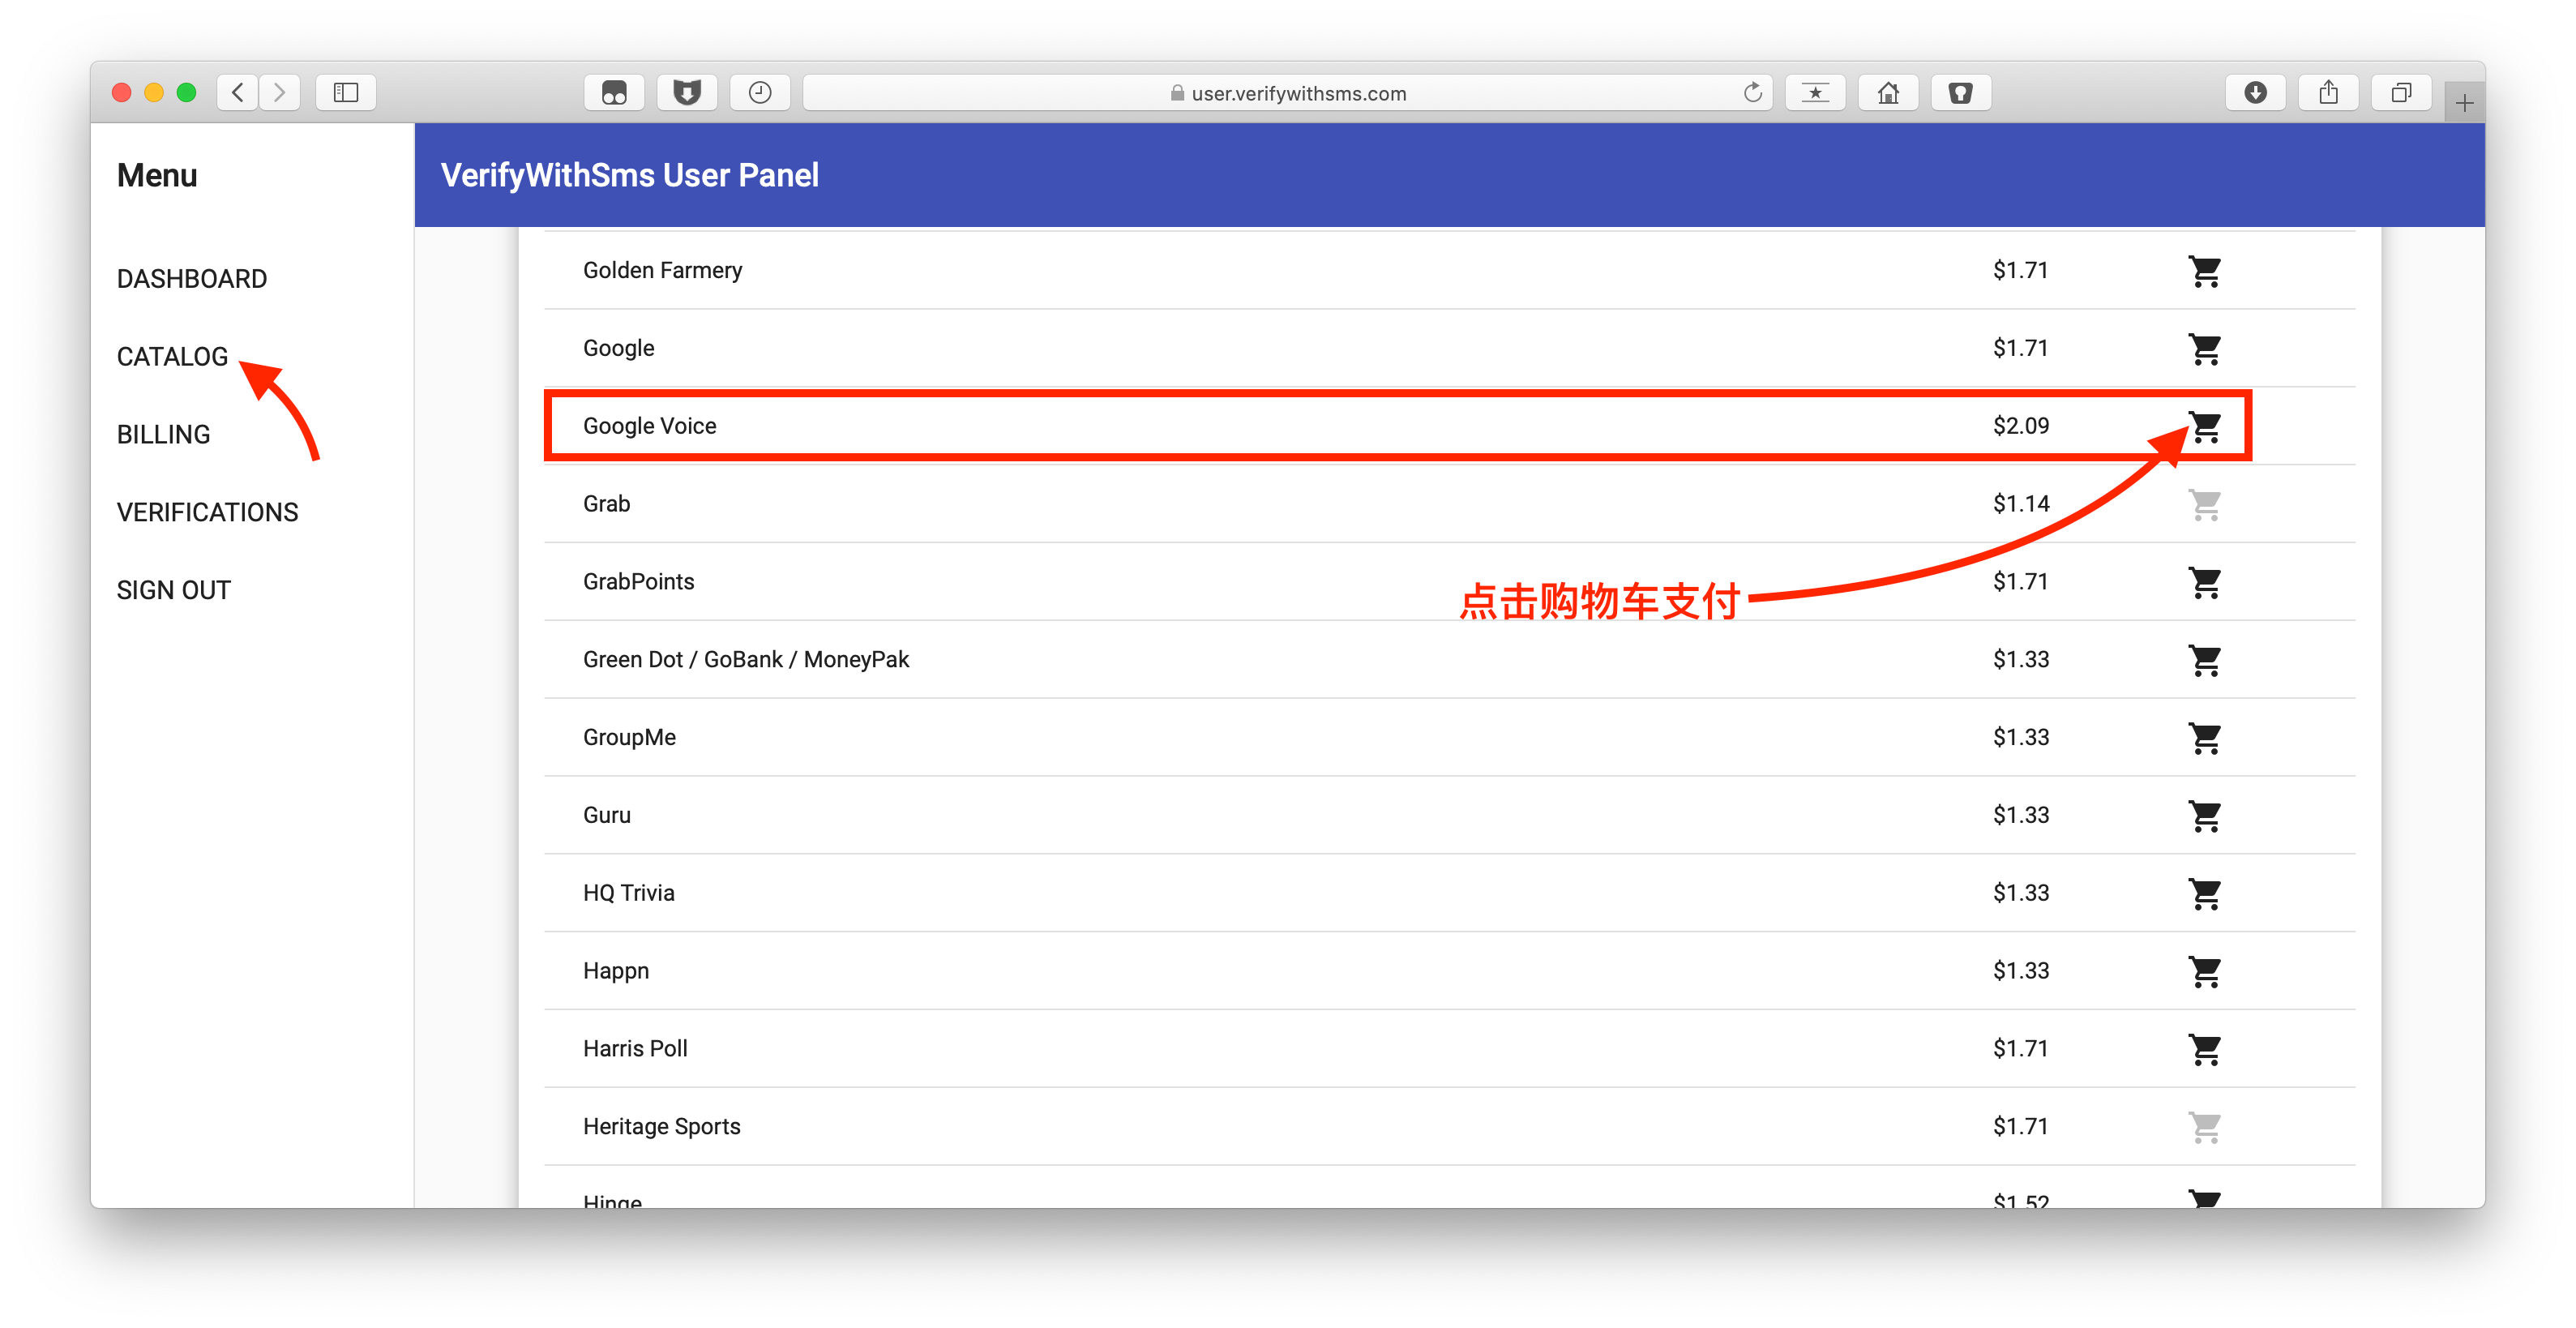 user.verifywithsms.com
Menu
VerifyWithSms User Panel
DASHBOARD
CATALOG
BILLING
VERIFICATIONS
SIGN OUT
Golden Farmery $1.71
Google $1.71
Google Voice $2.09
Grab $1.14
GrabPoints $1.71
点击购物车支付
Green Dot / GoBank / MoneyPak $1.33
GroupMe $1.33
Guru $1.33
HQ Trivia $1.33
Happn $1.33
Harris Poll $1.71
Heritage Sports $1.71
Hinge $1.52